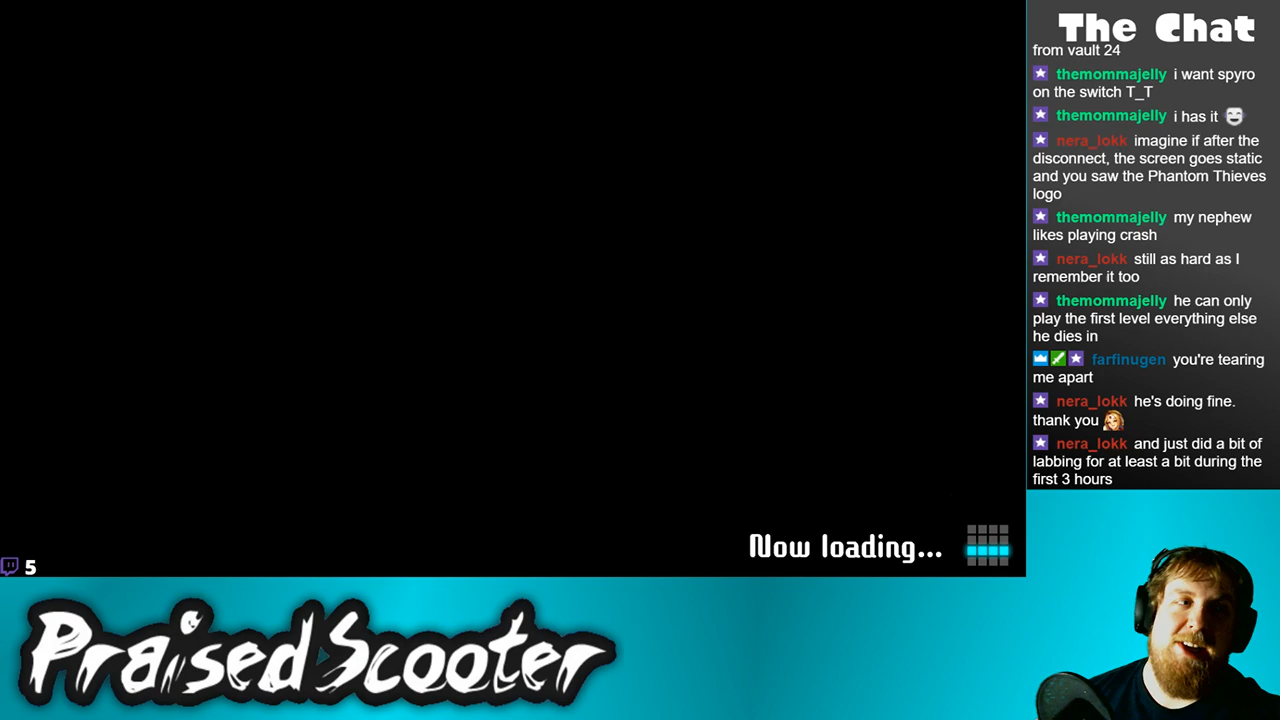 The Chat
from vault 24
themommajelly i want spyro
on the switch T_T
themommajelly i has it
nera_lokk imagine if after the
disconnect, the screen goes static
and you saw the Phantom Thieves
logo
themommajelly my nephew
likes playing crash
nera_lokk still as hard as I
remember it too
themommajelly he can only
play the first level everything else
he dies in
farfinugen you're tearing
me apart
nera_lokk he's doing fine.
thank you
nera_lokk and just did a bit of
labbing for at least a bit during the
first 3 hours
Now loading...
5
PraisedScooter